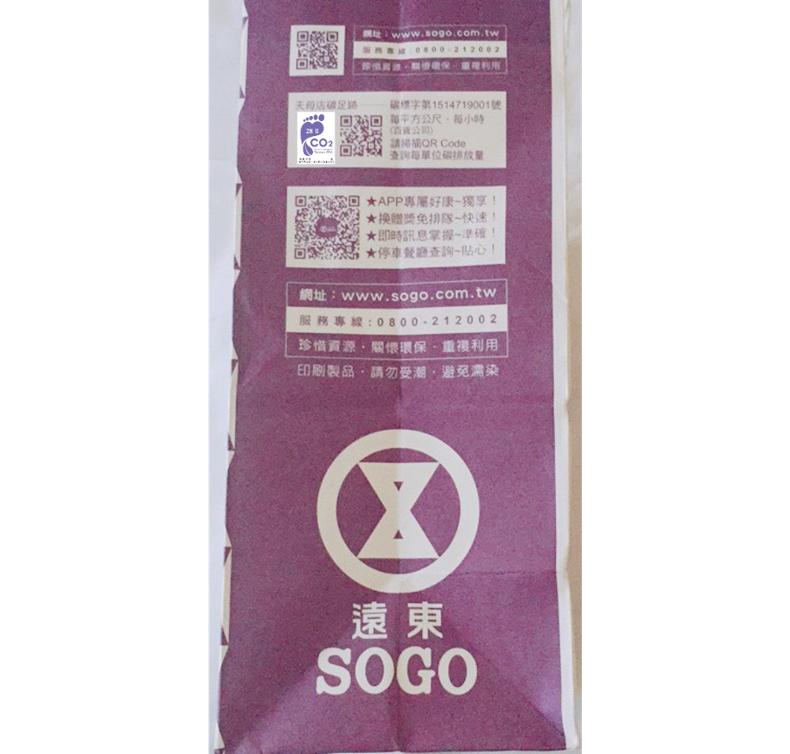 網址：www.sogo.com.tw
服務專線：0800-212002
珍惜資源．關懷環保．重複利用
天母店碳足跡 碳標字第1514719001號
CO2
每平方公尺．每小時
(百貨公司)
請掃描QR Code
查詢每單位碳排放量
★APP專屬好康~獨享！
★換贈獎免排隊~快速！
★即時訊息掌握~準確！
★停車餐廳查詢~貼心！
網址：www.sogo.com.tw
服務專線:0800-212002
珍惜資源．關懷環保．重複利用
印刷製品．請勿受潮．避免濡染
遠東
SOGO